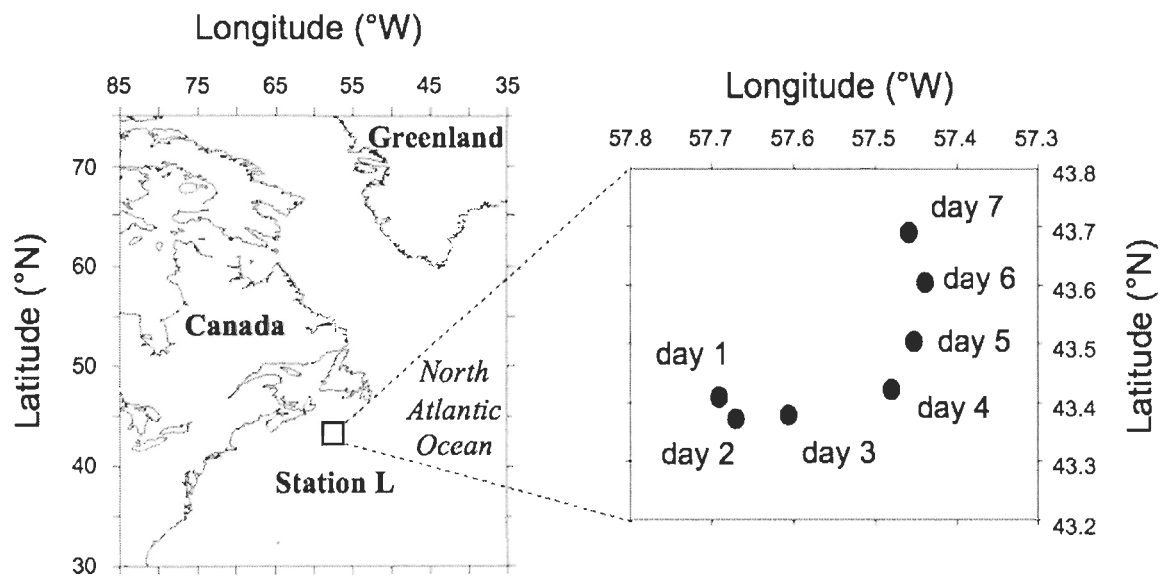 Longitude (°W)
85 75 65 55 45 35
Latitude (°N)
70
60
50
40
30
Greenland
Canada
North
Atlantic
Ocean
Station L
Longitude (°W)
57.8 57.7 57.6 57.5 57.4 57.3
43.8
43.7
43.6
43.5
43.4
43.3
43.2
Latitude (°N)
day 7
day 6
day 5
day 1
day 4
day 2 day 3